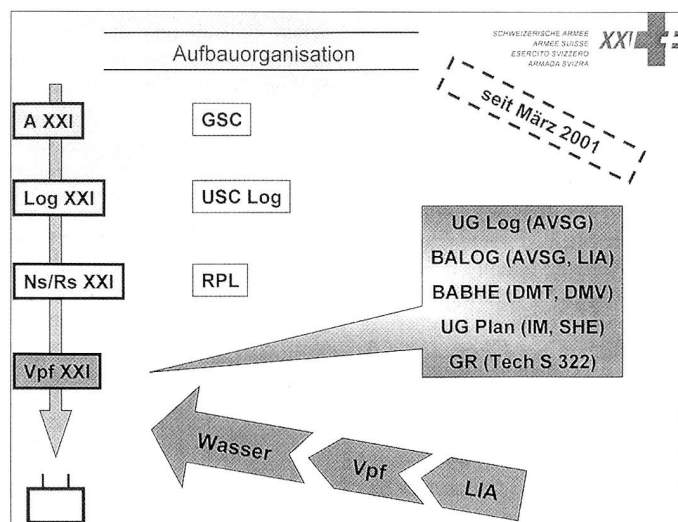 SCHWEIZERISCHE ARMEE
ARMEE SUISSE
ESERCITO SVIZZERO
ARMADA SVIZRA
XXI
Aufbauorganisation
seit März 2001
A XXI
GSC
Log XXI
USC Log
Ns/Rs XXI
RPL
Vpf XXI
UG Log (AVSG)
BALOG (AVSG, LIA)
BABHE (DMT, DMV)
UG Plan (IM, SHE)
GR (Tech S 322)
Wasser
Vpf
LIA